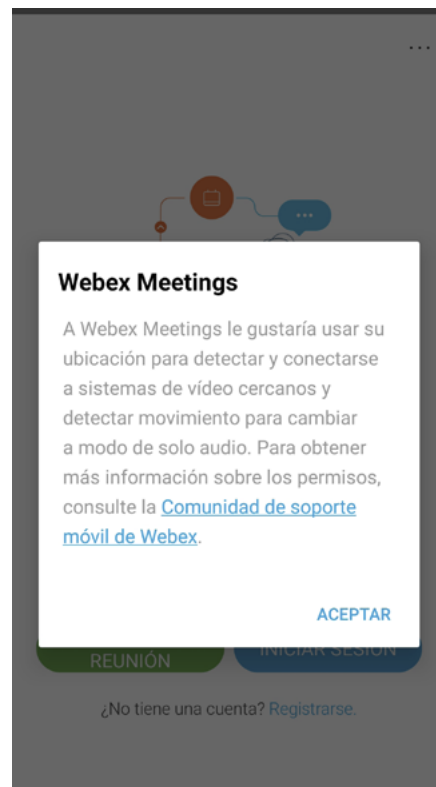 ...
Webex Meetings
A Webex Meetings le gustaría usar su
ubicación para detectar y conectarse
a sistemas de vídeo cercanos y
detectar movimiento para cambiar
a modo de solo audio. Para obtener
más información sobre los permisos,
consulte la Comunidad de soporte
móvil de Webex.
ACEPTAR
REUNIÓN
INICIAR SESIÓN
¿No tiene una cuenta? Registrarse.